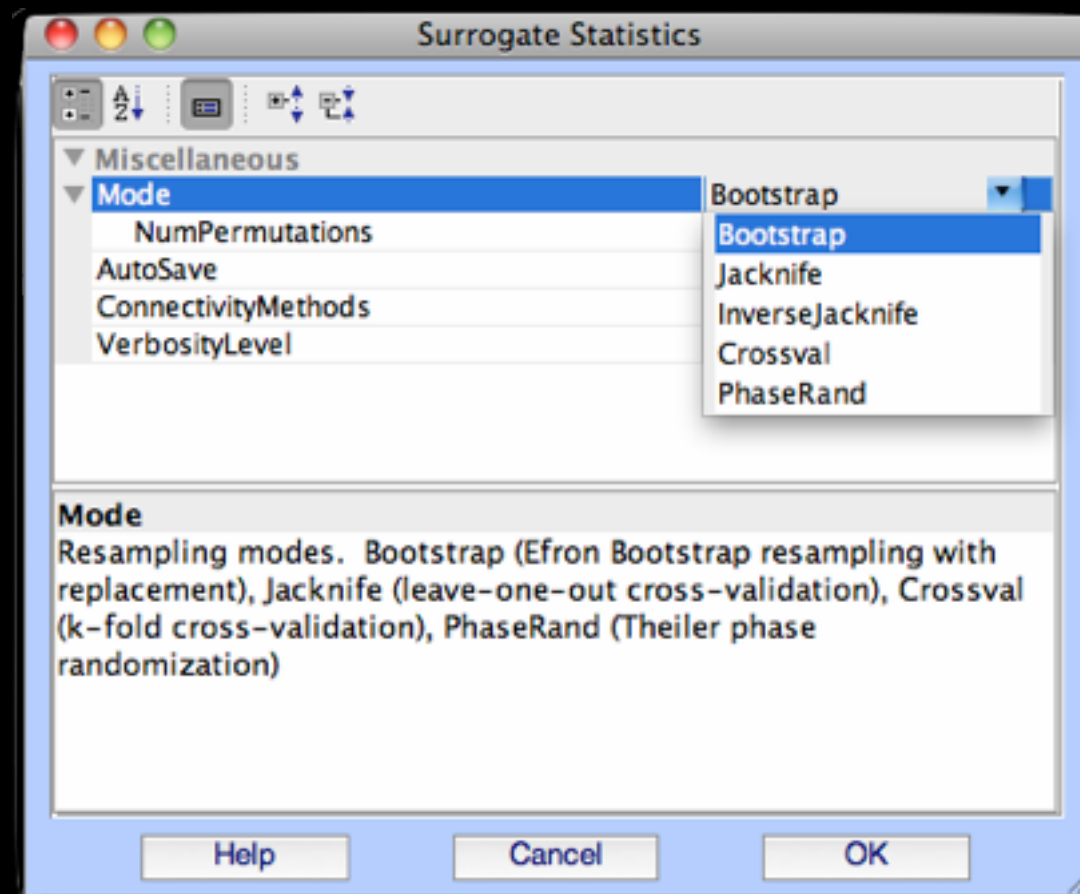 Surrogate Statistics
A
Z
Miscellaneous
Mode Bootstrap
NumPermutations Bootstrap
AutoSave Jacknife
ConnectivityMethods InverseJacknife
VerbosityLevel Crossval
PhaseRand
Mode
Resampling modes. Bootstrap (Efron Bootstrap resampling with
replacement), Jacknife (leave-one-out cross-validation), Crossval
(k-fold cross-validation), PhaseRand (Theiler phase
randomization)
Help Cancel OK